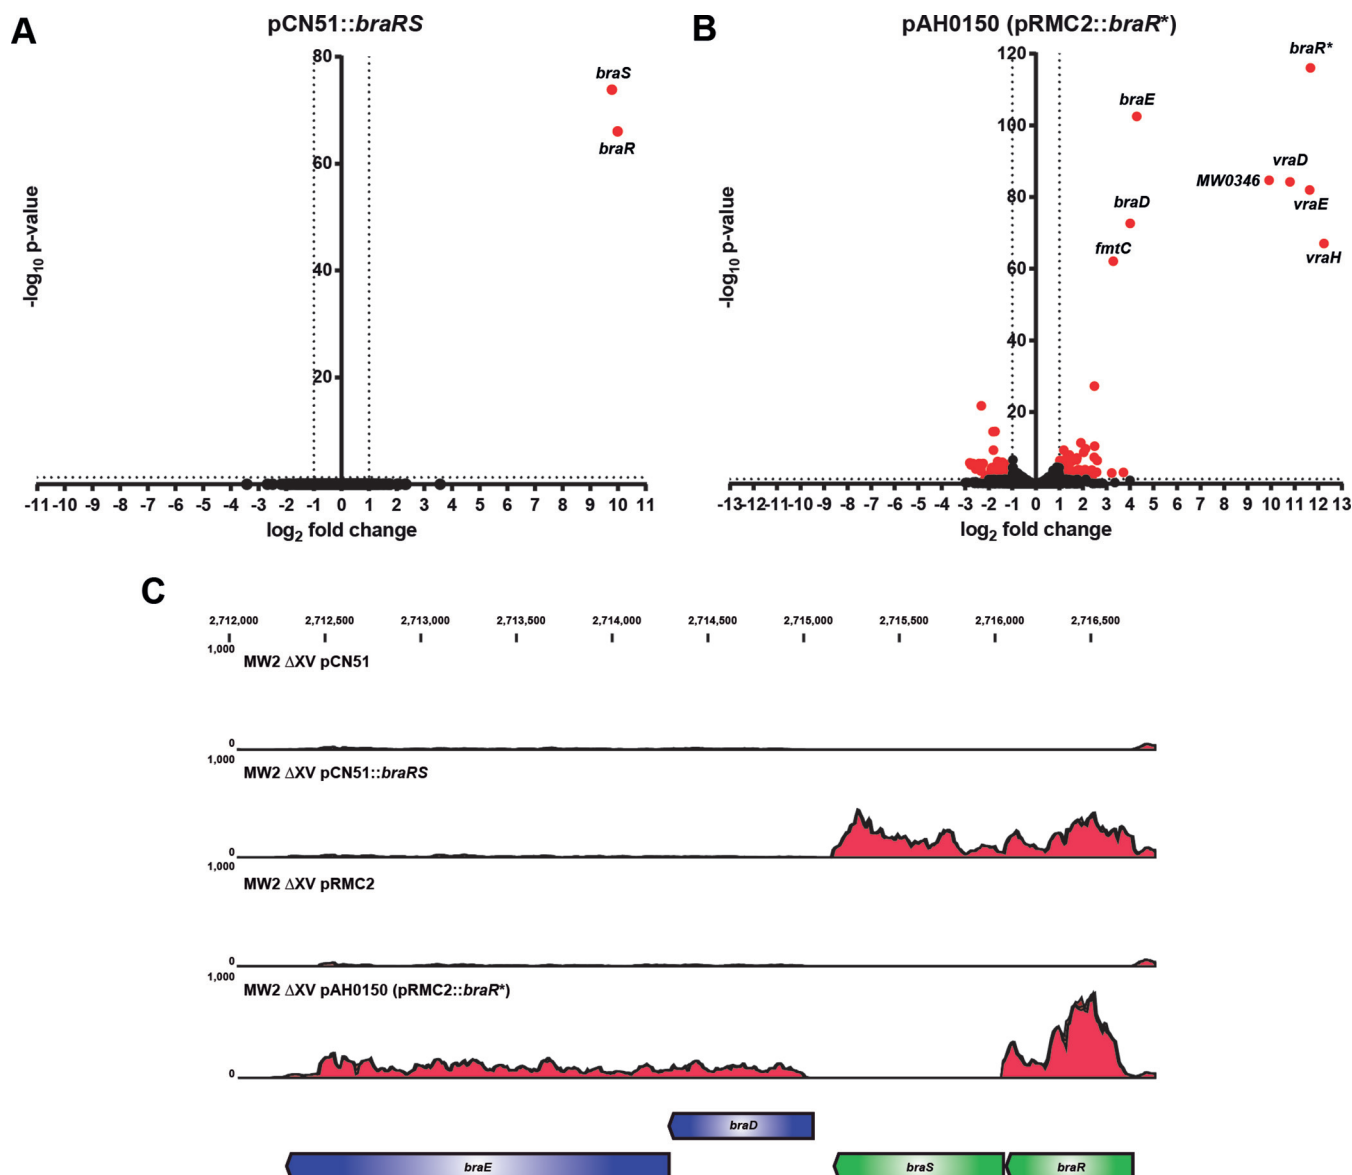 A
pCN51::braRS
80
60
40
20
braS
braR
-log10 p-value
-11 -10 -9 -8 -7 -6 -5 -4 -3 -2 -1 0 1 2 3 4 5 6 7 8 9 10 11
log2 fold change
B
pAH0150 (pRMC2::braR*)
120
100
80
60
40
20
braR*
braE
vraD
MW0346
vraE
braD
fmtC
vraH
-log10 p-value
-13 -12 -11 -10 -9 -8 -7 -6 -5 -4 -3 -2 -1 0 1 2 3 4 5 6 7 8 9 10 11 12 13
log2 fold change
C
2,712,000 2,712,500 2,713,000 2,713,500 2,714,000 2,714,500 2,715,000 2,715,500 2,716,000 2,716,500
1,000
MW2 ΔXV pCN51
0
1,000
MW2 ΔXV pCN51::braRS
0
1,000
MW2 ΔXV pRMC2
0
1,000
MW2 ΔXV pAH0150 (pRMC2::braR*)
0
braD
braE braS braR